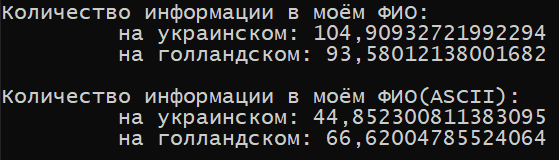 Количество информации в моём ФИО:
на украинском: 104,90932721992294
на голландском: 93,58012138001682
Количество информации в моём ФИО(ASCII):
на украинском: 44,852300811383095
на голландском: 66,62004785524064